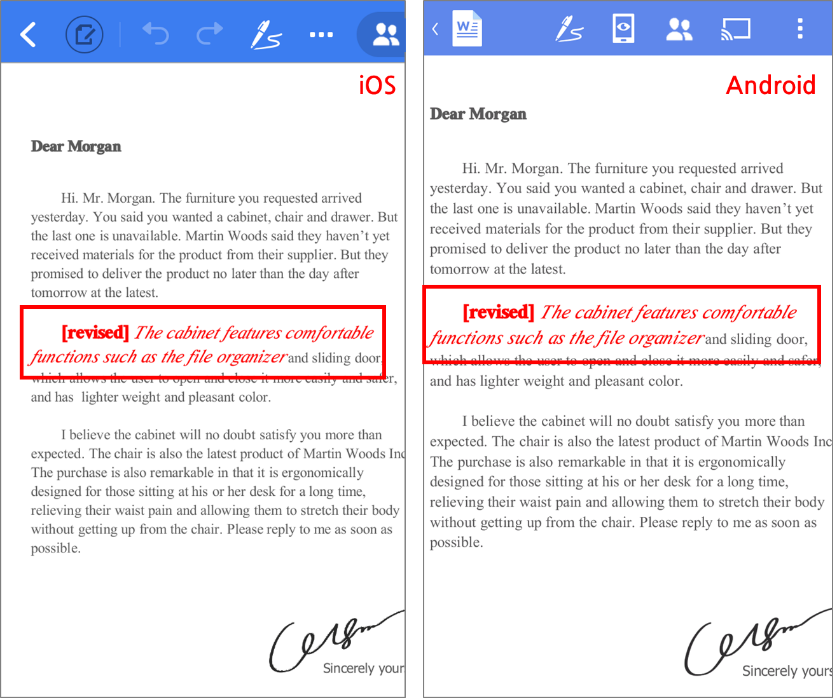 iOS
Dear Morgan
Hi. Mr. Morgan. The furniture you requested arrived
yesterday. You said you wanted a cabinet, chair and drawer. But
the last one is unavailable. Martin Woods said they haven't yet
received materials for the product from their supplier. But they
promised to deliver the product no later than the day after
tomorrow at the latest.
[revised] The cabinet features comfortable
functions such as the file organizer and sliding door,
which allows the user to open and close it more easily and safer,
and has lighter weight and pleasant color.
I believe the cabinet will no doubt satisfy you more than
expected. The chair is also the latest product of Martin Woods Inc
The purchase is also remarkable in that it is ergonomically
designed for those sitting at his or her desk for a long time,
relieving their waist pain and allowing them to stretch their body
without getting up from the chair. Please reply to me as soon as
possible.
Sincerely your
W
Android
Dear Morgan
Hi. Mr. Morgan. The furniture you requested arrived
yesterday. You said you wanted a cabinet, chair and drawer. But
the last one is unavailable. Martin Woods said they haven't yet
received materials for the product from their supplier. But they
promised to deliver the product no later than the day after
tomorrow at the latest.
[revised] The cabinet features comfortable
functions such as the file organizer and sliding door,
which allows the user to open and close it more easily and safer,
and has lighter weight and pleasant color.
I believe the cabinet will no doubt satisfy you more than
expected. The chair is also the latest product of Martin Woods Inc
The purchase is also remarkable in that it is ergonomically
designed for those sitting at his or her desk for a long time,
relieving their waist pain and allowing them to stretch their body
without getting up from the chair. Please reply to me as soon as
possible.
Sincerely yours